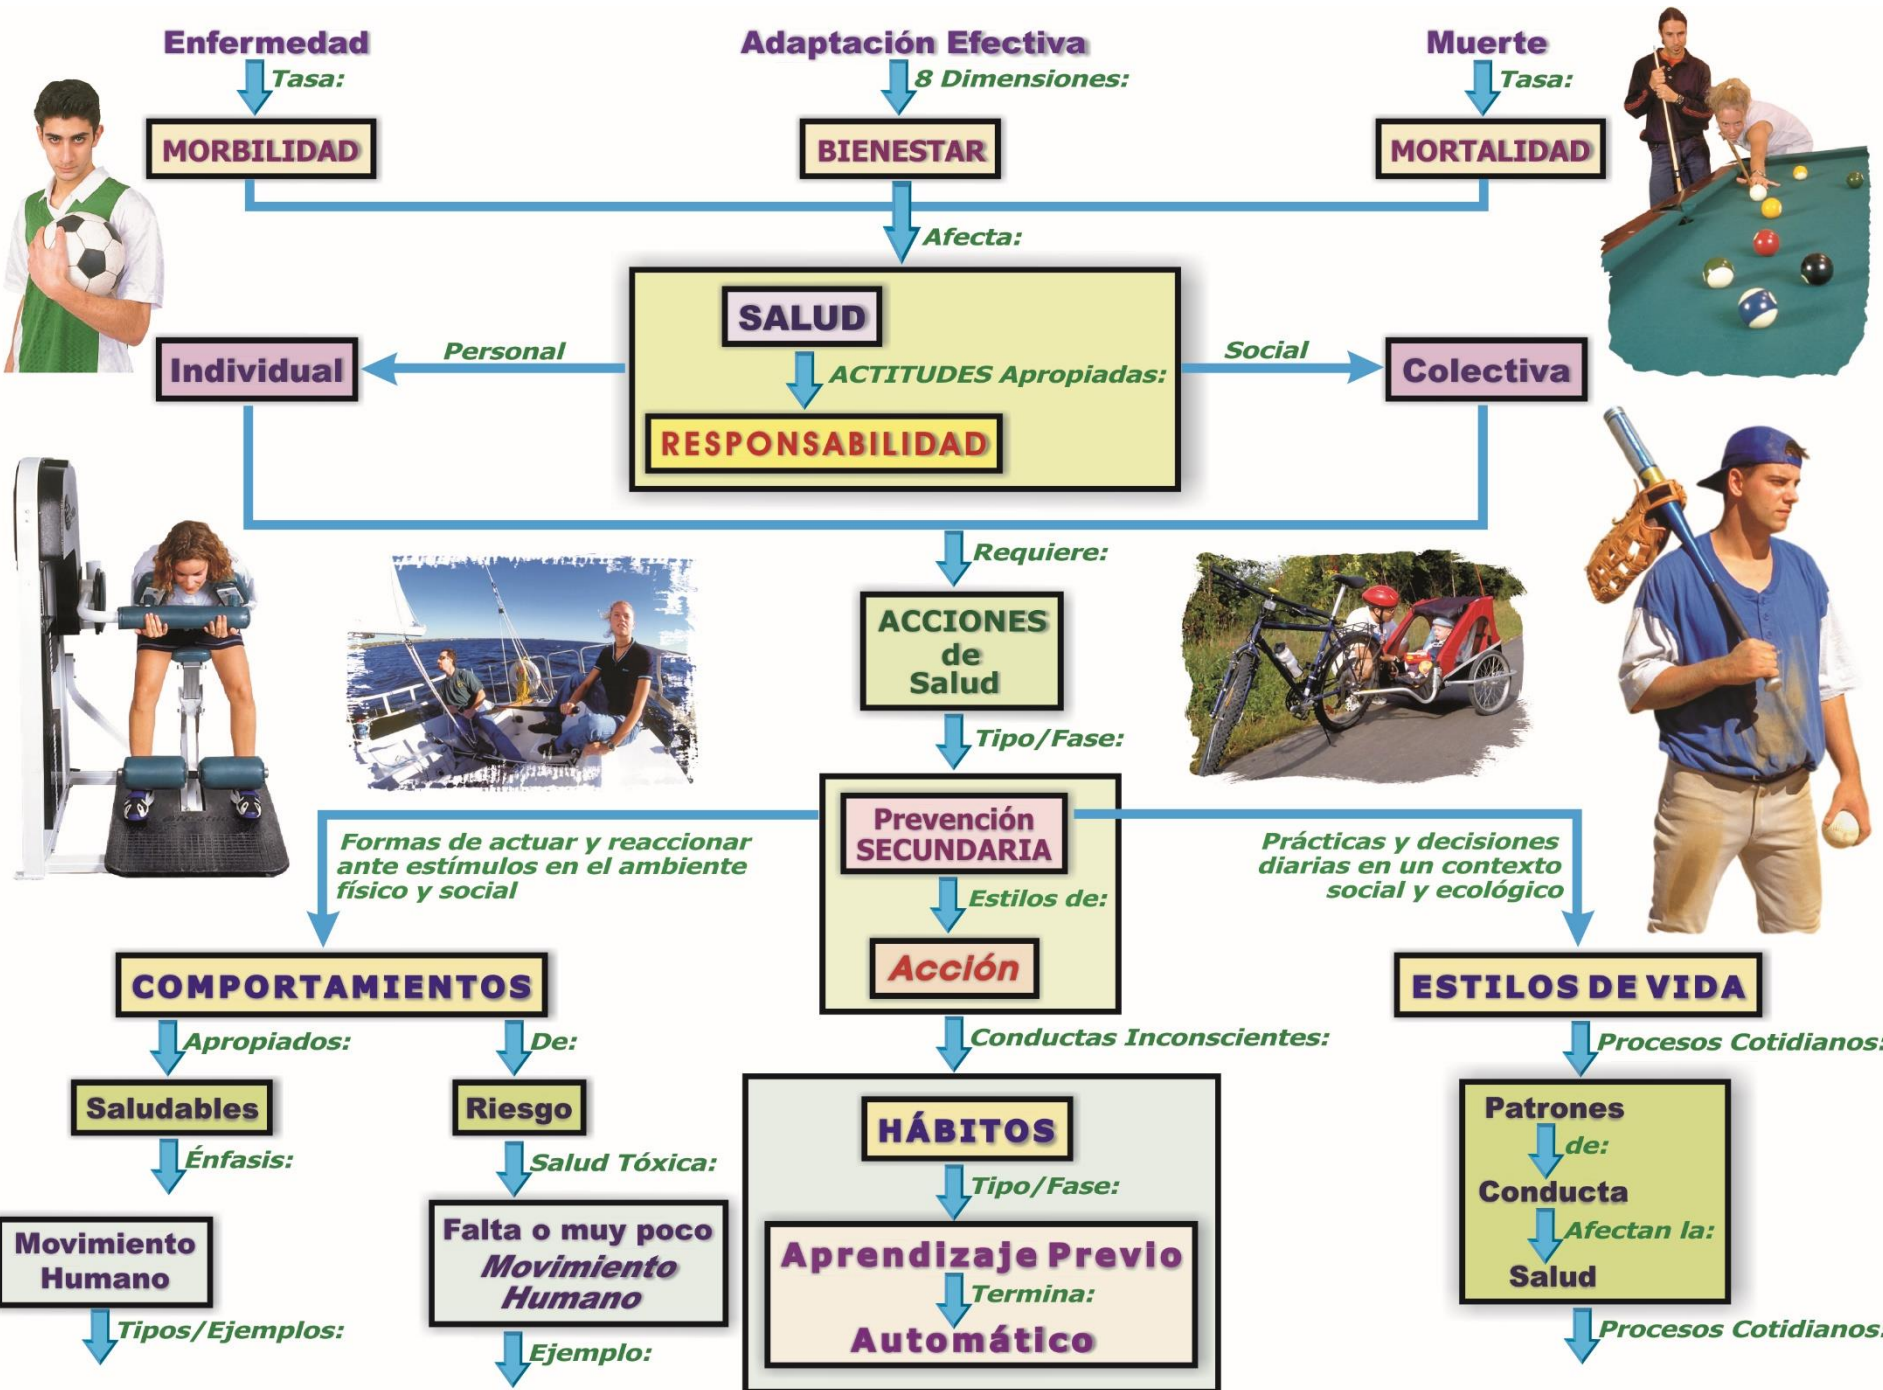 Enfermedad
Adaptación Efectiva
Muerte
Tasa:
8 Dimensiones:
Tasa:
MORBILIDAD
BIENESTAR
MORTALIDAD
Afecta:
SALUD
Personal
Social
Individual
ACTITUDES Apropiadas:
Colectiva
RESPONSABILIDAD
Requiere:
ACCIONES
de
Salud
Tipo/Fase:
Prevención
SECUNDARIA
Formas de actuar y reaccionar
ante estímulos en el ambiente
físico y social
Prácticas y decisiones
diarias en un contexto
social y ecológico
Estilos de:
Acción
COMPORTAMIENTOS
ESTILOS DE VIDA
Apropiados:
De:
Conductas Inconscientes:
Procesos Cotidianos:
Saludables
Riesgo
HÁBITOS
Patrones
de:
Conducta
Afectan la:
Salud
Énfasis:
Salud Tóxica:
Tipo/Fase:
Movimiento
Humano
Falta o muy poco
Movimiento
Humano
Aprendizaje Previo
Termina:
Automático
Tipos/Ejemplos:
Ejemplo:
Procesos Cotidianos: